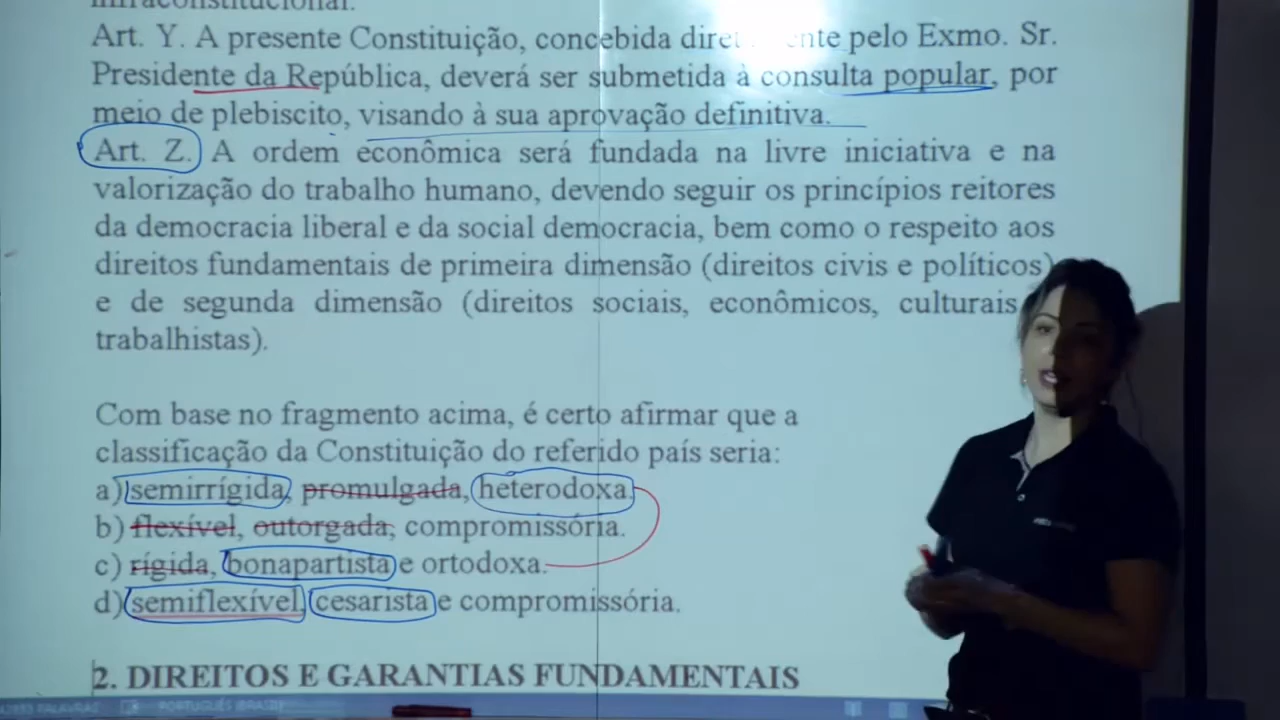 infraconstitucional.
Art. Y. A presente Constituição, concebida pelo Exmo. Sr.
Presidente da República, deverá ser submetida à consulta popular, por
meio de plebiscito, visando à sua aprovação definitiva.
Art. Z. A ordem econômica será fundada na livre iniciativa e na
valorização do trabalho humano, devendo seguir os princípios reitores
da democracia liberal e da social democracia, bem como o respeito aos
direitos fundamentais de primeira dimensão (direitos civis e políticos)
e de segunda dimensão (direitos sociais, econômicos, culturais
trabalhistas).
Com base no fragmento acima, é certo afirmar que a
classificação da Constituição do referido país seria:
a) semirrígida, promulgada, heterodoxa.
b) flexível, outorgada, compromissória.
c) rígida, bonapartista e ortodoxa.
d) semiflexível, cesarista e compromissória.
2. DIREITOS E GARANTIAS FUNDAMENTAIS
PALAVRAS PORTUGUÊS (BRASIL)